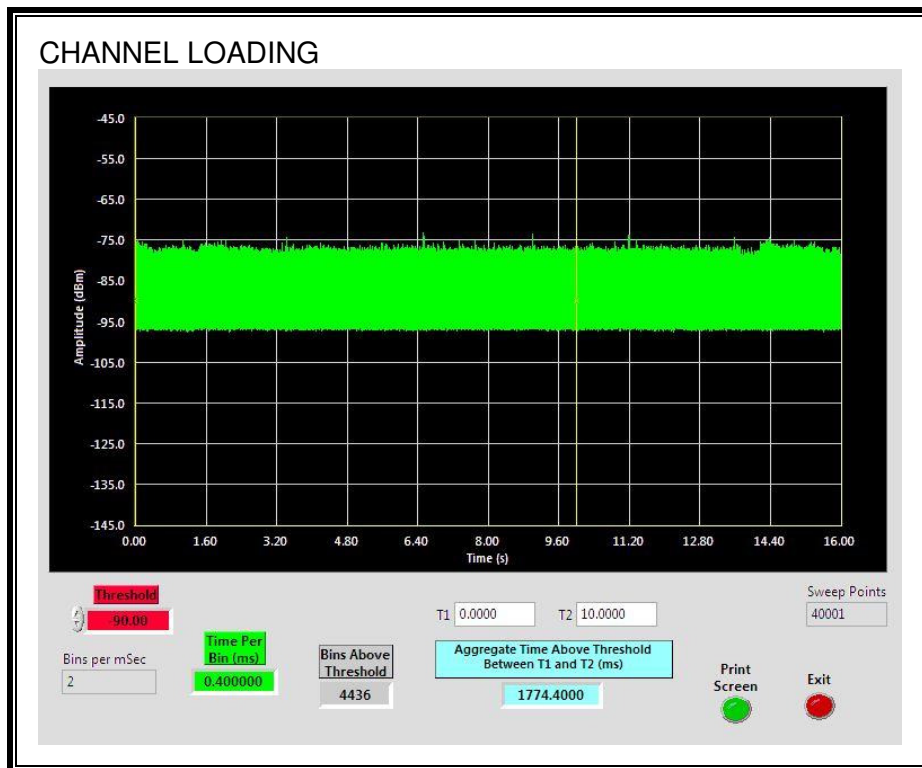 CHANNEL LOADING
Amplitude (dBm)
-45.0
-55.0
-65.0
-75.0
-85.0
-95.0
-105.0
-115.0
-125.0
-135.0
-145.0
0.00 1.60 3.20 4.80 6.40 8.00 9.60 11.20 12.80 14.40 16.00
Time (s)
Threshold
-90.00
Bins per mSec
2
Time Per
Bin (ms)
0.400000
Bins Above
Threshold
4436
T1 0.0000 T2 10.0000
Aggregate Time Above Threshold
Between T1 and T2 (ms)
1774.4000
Sweep Points
40001
Print
Screen
Exit